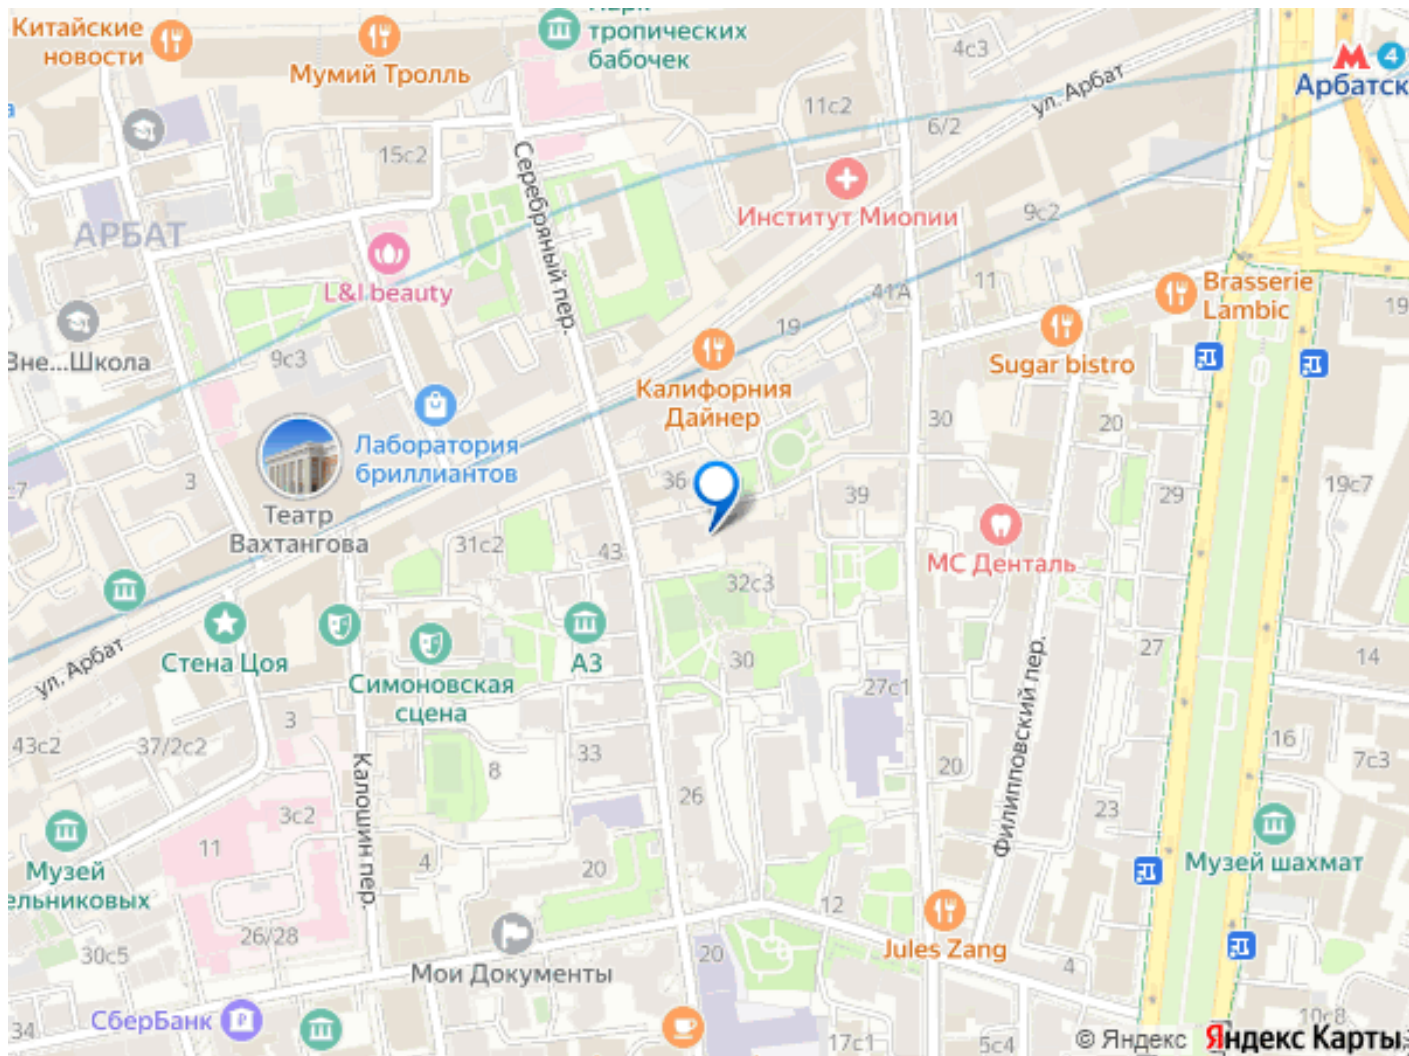 Китайские
новости
Мумий Тролль
Парк
тропических
бабочек
4с3
4
Арбатск
ул. Арбат
11с2
6/2
15с2
Серебряный пер.
Институт Миопии
9с2
АРБАТ
L&I beauty
11
41А
19
Brasserie
Lambic
19
Вне...Школа
9с3
Sugar bistro
Калифорния
Дайнер
30
20
Лаборатория
бриллиантов
3
36
39
29
19с7
Театр
Вахтангова
31с2
43
МС Денталь
32с3
Стена Цоя
А3
ул. Арбат
Симоновская
сцена
30
27с1
27
14
Филипповский пер.
3
43с2
37/2с2
33
8
20
16
7с3
Калошин пер.
26
3с2
23
11
4
20
Музей
ельниковых
Музей шахмат
12
26/28
30с5
Мои Документы
20
Jules Zang
4
СберБанк
34
17с1
5с4
10с8
© Яндекс
Яндекс Карты